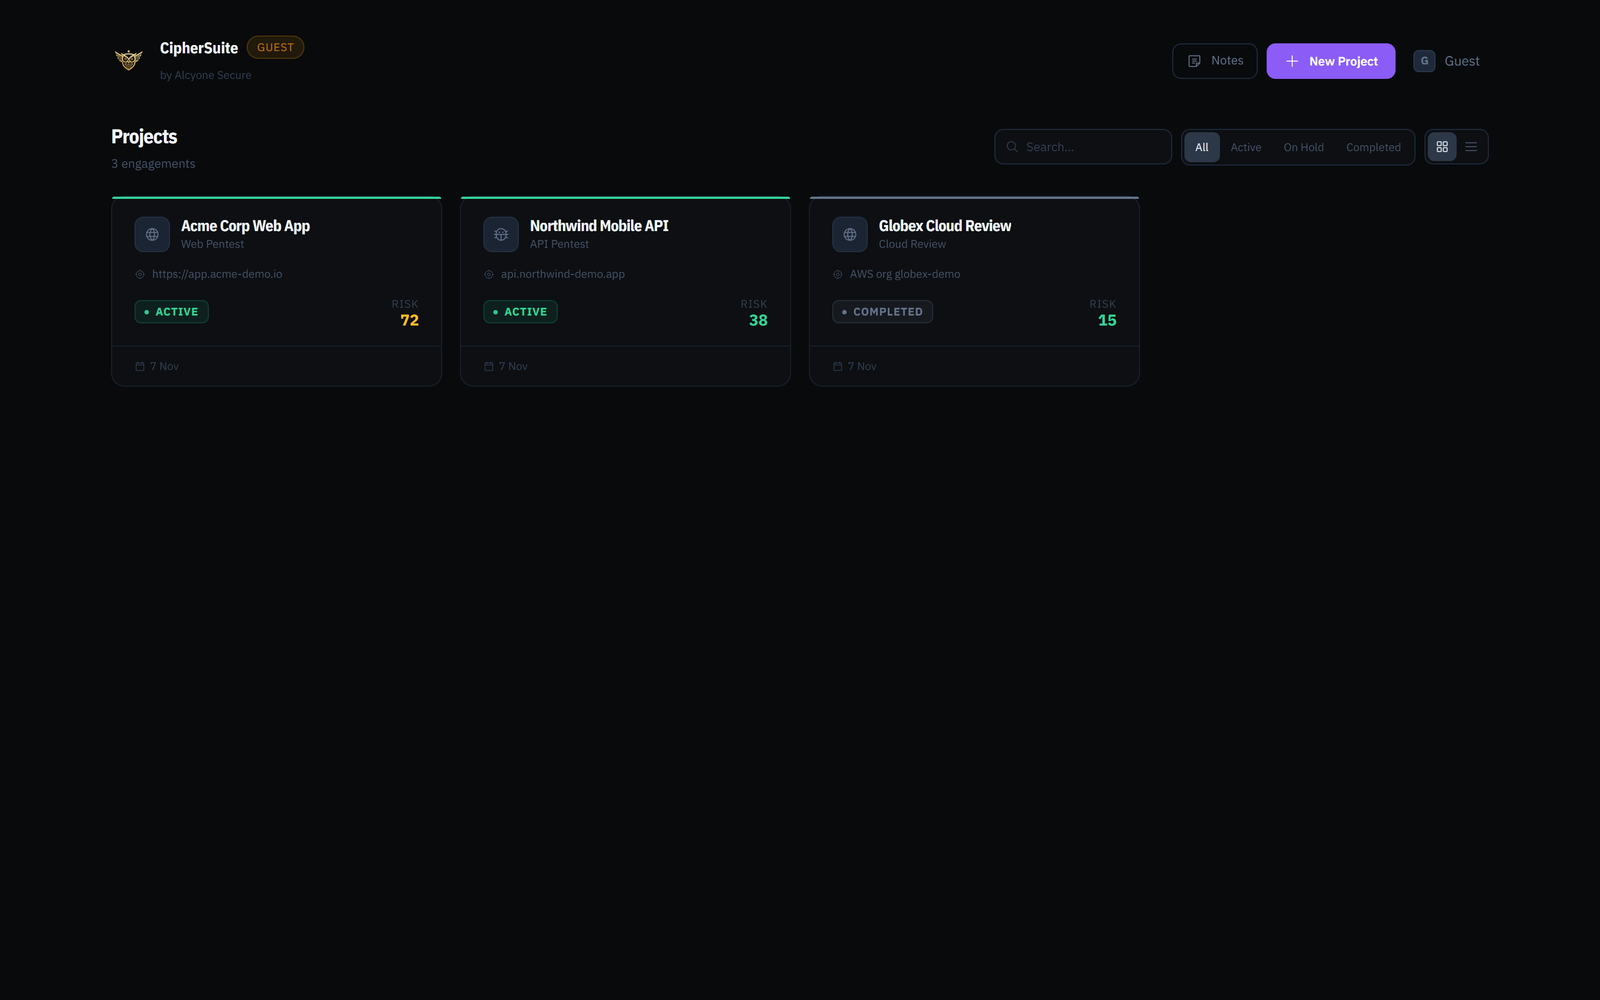 CipherSuite GUEST
by Alcyone Secure
Notes
New Project
G Guest
Projects
3 engagements
Search...
All Active On Hold Completed
Acme Corp Web App
Web Pentest
https://app.acme-demo.io
ACTIVE
RISK
72
7 Nov
Northwind Mobile API
API Pentest
api.northwind-demo.app
ACTIVE
RISK
38
7 Nov
Globex Cloud Review
Cloud Review
AWS org globex-demo
COMPLETED
RISK
15
7 Nov